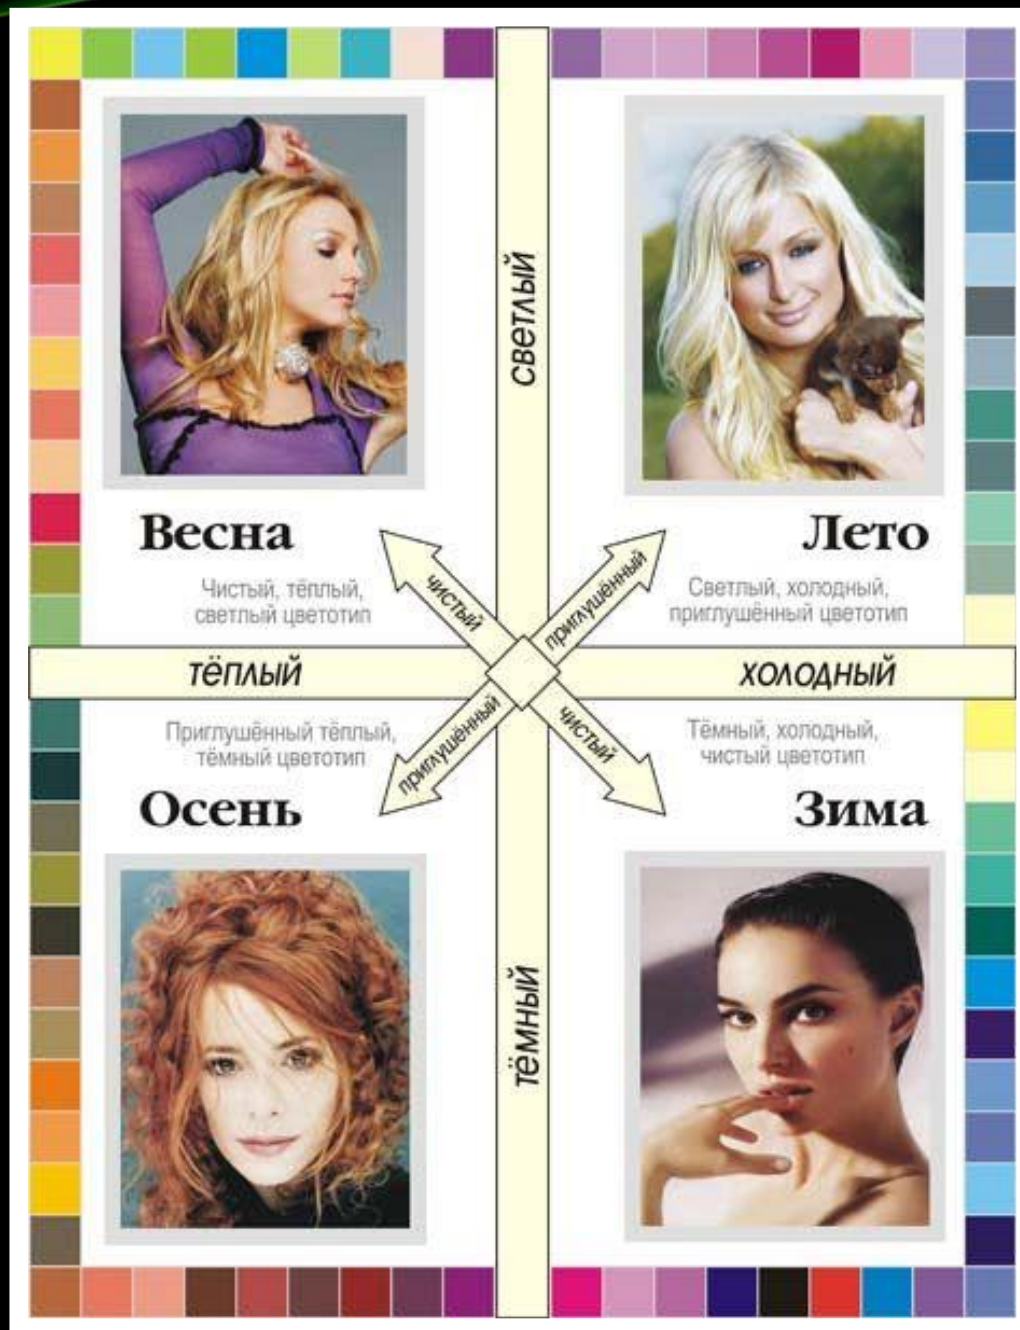 светлый
Весна
Чистый, тёплый,
светлый цветотип
чистый
приглушённый
Лето
Светлый, холодный,
приглушённый цветотип
тёплый
холодный
Приглушённый тёплый,
тёмный цветотип
Осень
приглушённый
чистый
Тёмный, холодный,
чистый цветотип
Зима
тёмный